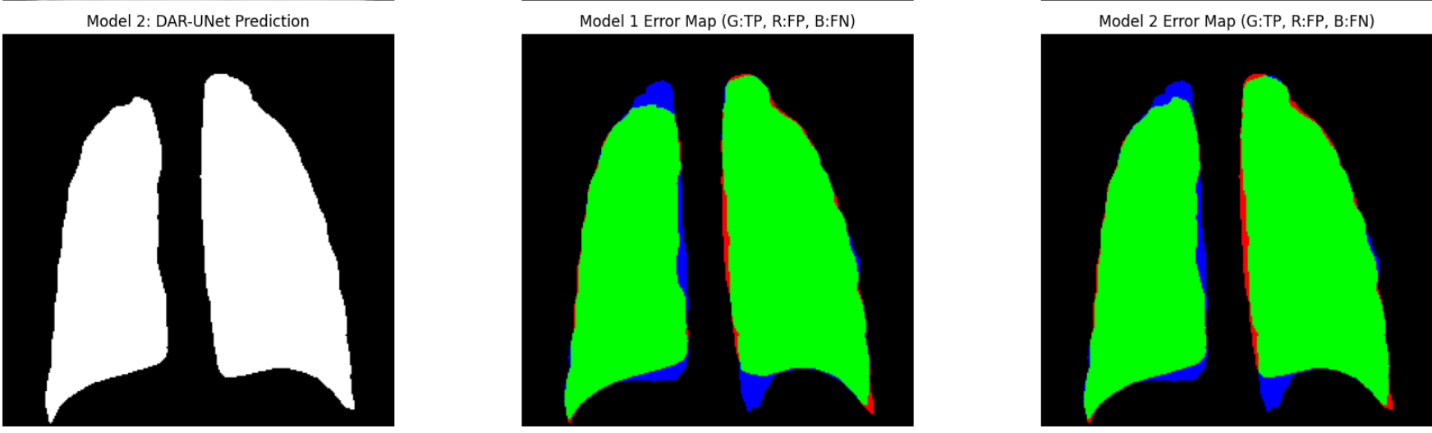 Model 2: DAR-UNet Prediction
Model 1 Error Map (G:TP, R:FP, B:FN)
Model 2 Error Map (G:TP, R:FP, B:FN)